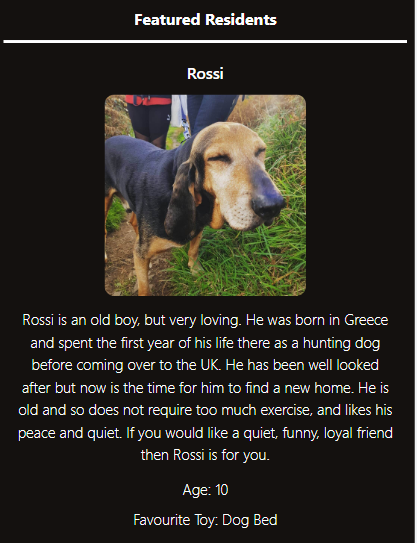 Featured Residents
Rossi
Rossi is an old boy, but very loving. He was born in Greece
and spent the first year of his life there as a hunting dog
before coming over to the UK. He has been well looked
after but now is the time for him to find a new home. He is
old and so does not require too much exercise, and likes his
peace and quiet. If you would like a quiet, funny, loyal friend
then Rossi is for you.
Age: 10
Favourite Toy: Dog Bed